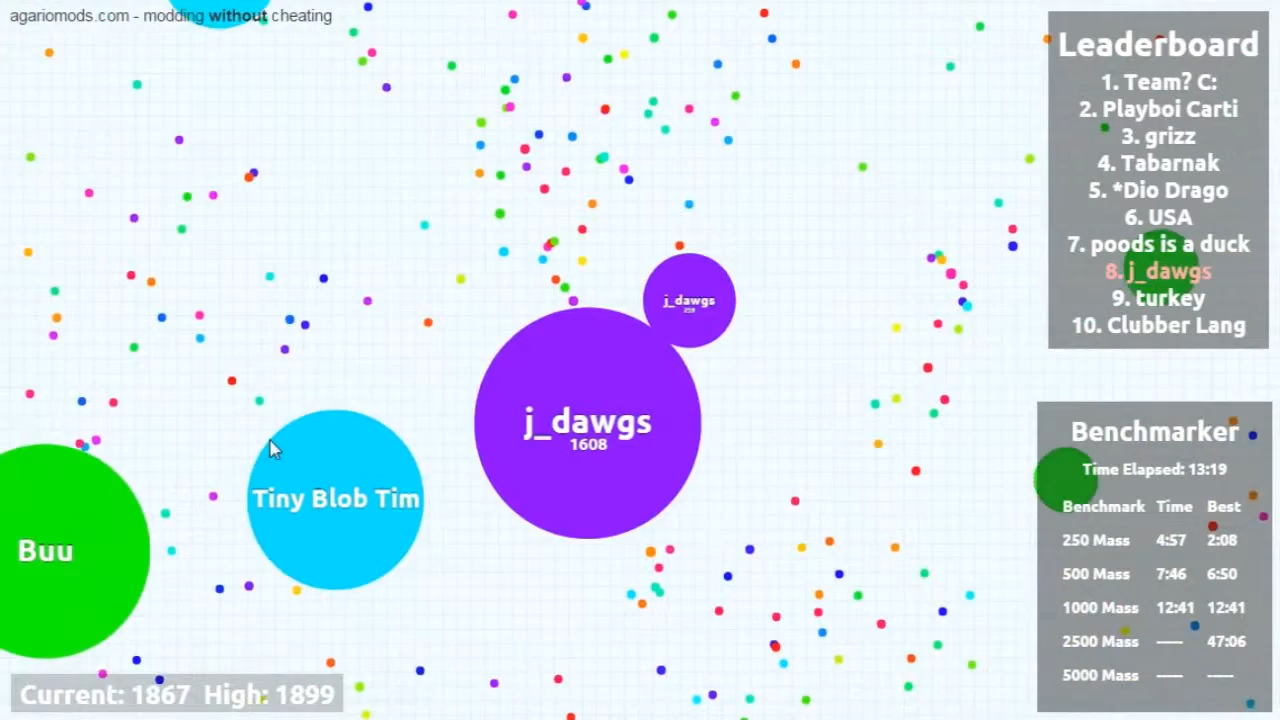 agariomods.com - modding without cheating
Leaderboard
1. Team? C:
2. Playboi Carti
3. grizz
4. Tabarnak
5. *Dio Drago
6. USA
7. poods is a duck
8. j_dawgs
9. turkey
10. Clubber Lang
j_dawgs
259
j_dawgs
1608
Tiny Blob Tim
Buu
Benchmarker
Time Elapsed: 13:19
Benchmark Time Best
250 Mass 4:57 2:08
500 Mass 7:46 6:50
1000 Mass 12:41 12:41
2500 Mass —— 47:06
5000 Mass —— ——
Current: 1867 High: 1899